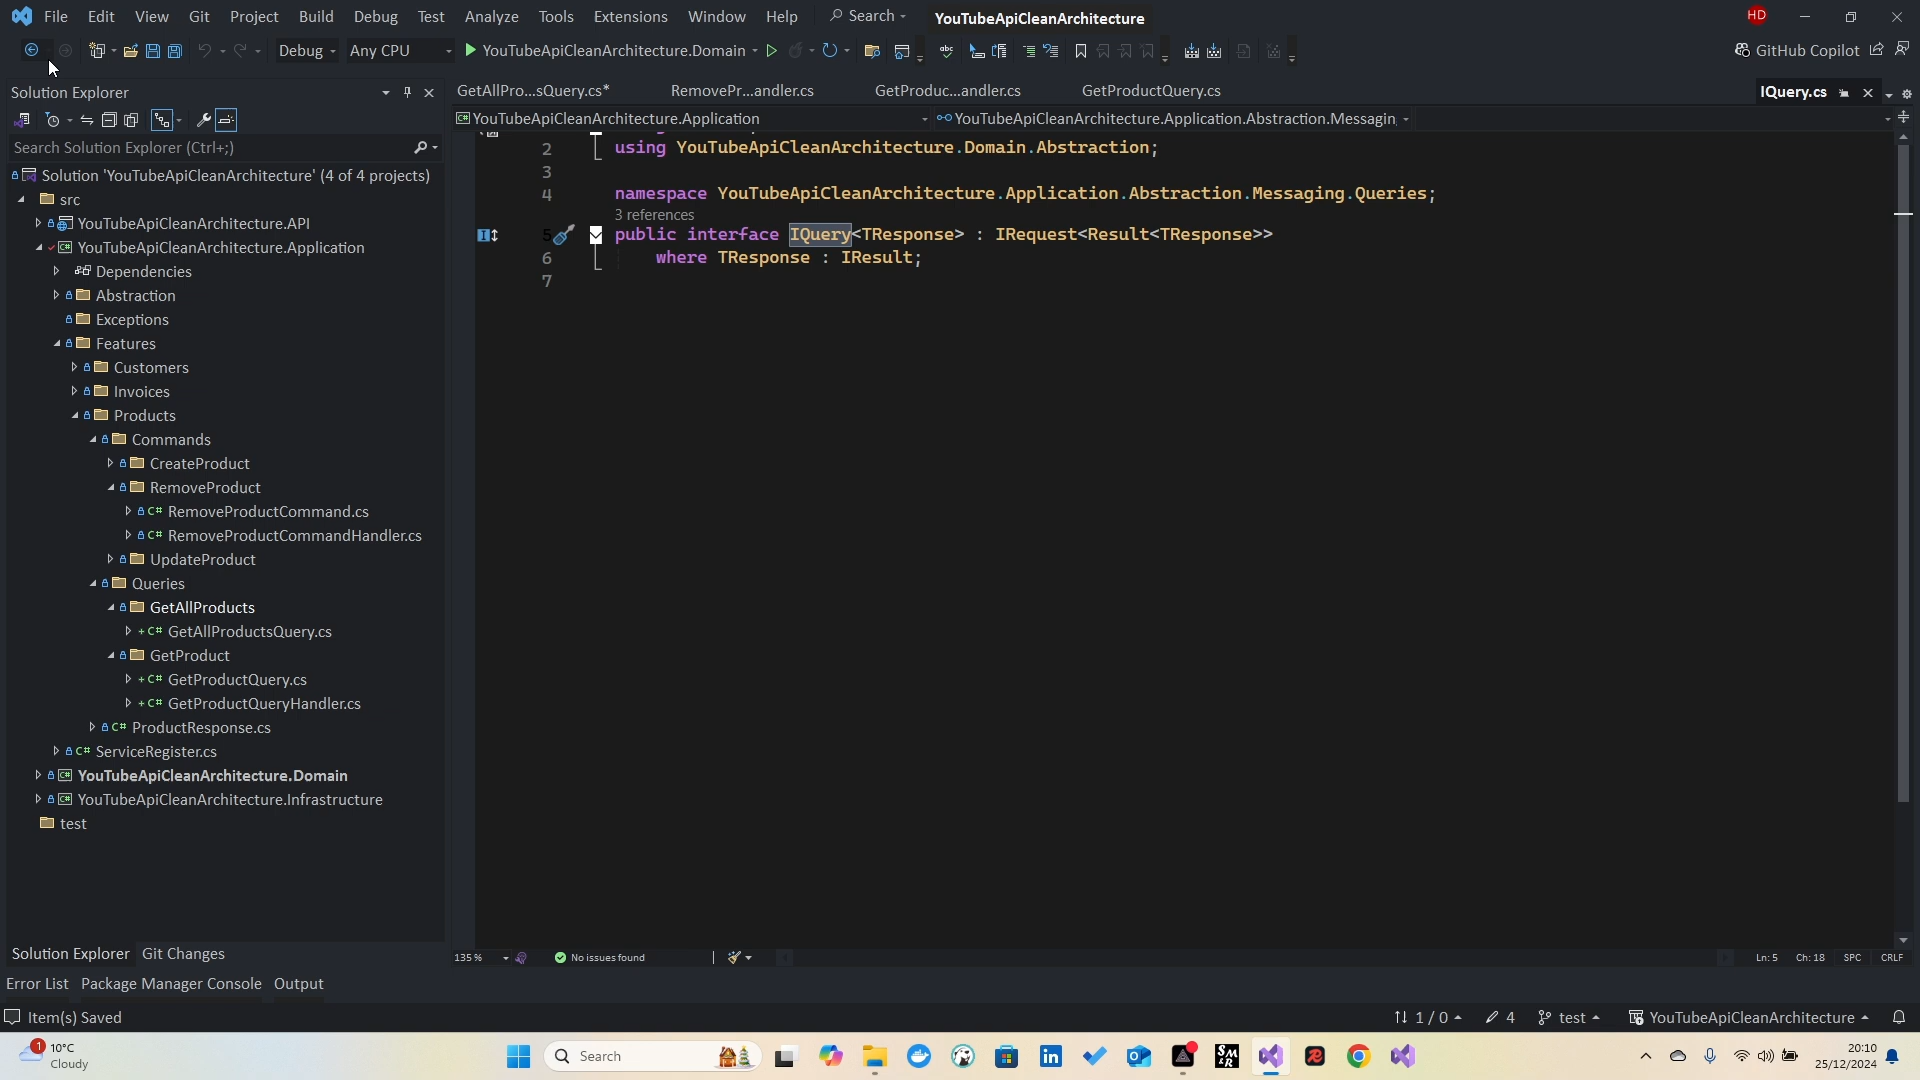 File Edit View Git Project Build Debug Test Analyze Tools Extensions Window Help Search YouTubeApiCleanArchitecture HD
Debug Any CPU YouTubeApiCleanArchitecture.Domain GitHub Copilot
Solution Explorer
GetAllPro...sQuery.cs* RemovePr...andler.cs GetProduc...andler.cs GetProductQuery.cs IQuery.cs
YouTubeApiCleanArchitecture.Application YouTubeApiCleanArchitecture.Application.Abstraction.Messagin
Search Solution Explorer (Ctrl+;)
Solution 'YouTubeApiCleanArchitecture' (4 of 4 projects)
src
YouTubeApiCleanArchitecture.API
YouTubeApiCleanArchitecture.Application
Dependencies
Abstraction
Exceptions
Features
Customers
Invoices
Products
Commands
CreateProduct
RemoveProduct
RemoveProductCommand.cs
RemoveProductCommandHandler.cs
UpdateProduct
Queries
GetAllProducts
GetAllProductsQuery.cs
GetProduct
GetProductQuery.cs
GetProductQueryHandler.cs
ProductResponse.cs
ServiceRegister.cs
YouTubeApiCleanArchitecture.Domain
YouTubeApiCleanArchitecture.Infrastructure
test
2 using YouTubeApiCleanArchitecture.Domain.Abstraction;
3
4 namespace YouTubeApiCleanArchitecture.Application.Abstraction.Messaging.Queries;
3 references
5 public interface IQuery<TResponse> : IRequest<Result<TResponse>>
6 where TResponse : IResult;
7
135 % No issues found Ln: 5 Ch: 18 SPC CRLF
Solution Explorer Git Changes
Error List Package Manager Console Output
Item(s) Saved 1 / 0 4 test YouTubeApiCleanArchitecture
1 10°C
Cloudy
Search
20:10
25/12/2024